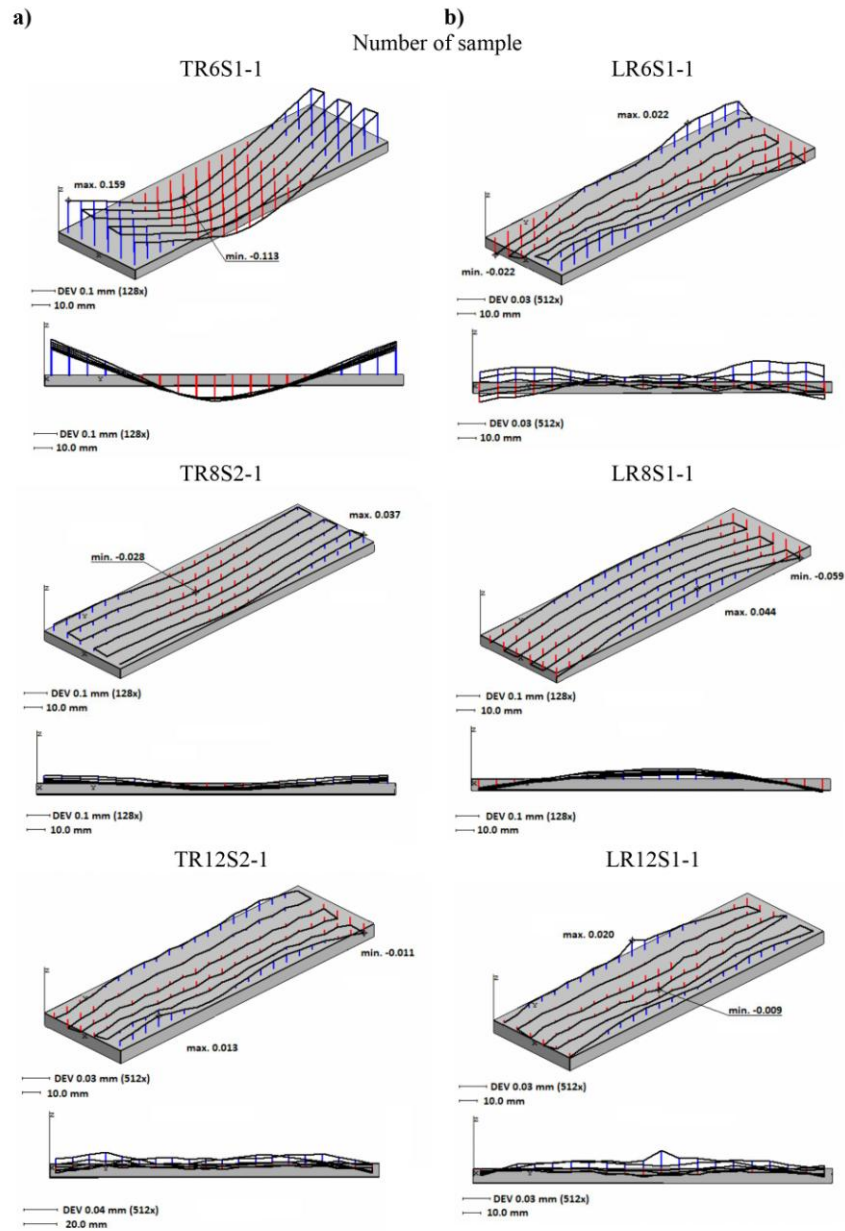 a)
b)
Number of sample
TR6S1-1
max. 0.159
min. -0.113
DEV 0.1 mm (128x)
10.0 mm
DEV 0.1 mm (128x)
10.0 mm
LR6S1-1
max. 0.022
min. -0.022
DEV 0.03 (512x)
10.0 mm
DEV 0.03 (512x)
10.0 mm
TR8S2-1
max. 0.037
min. -0.028
DEV 0.1 mm (128x)
10.0 mm
DEV 0.1 mm (128x)
10.0 mm
LR8S1-1
min. -0.059
max. 0.044
DEV 0.1 mm (128x)
10.0 mm
DEV 0.1 mm (128x)
10.0 mm
TR12S2-1
min. -0.011
max. 0.013
DEV 0.03 mm (512x)
10.0 mm
DEV 0.04 mm (512x)
20.0 mm
LR12S1-1
max. 0.020
min. -0.009
DEV 0.03 mm (512x)
10.0 mm
DEV 0.03 mm (512x)
10.0 mm